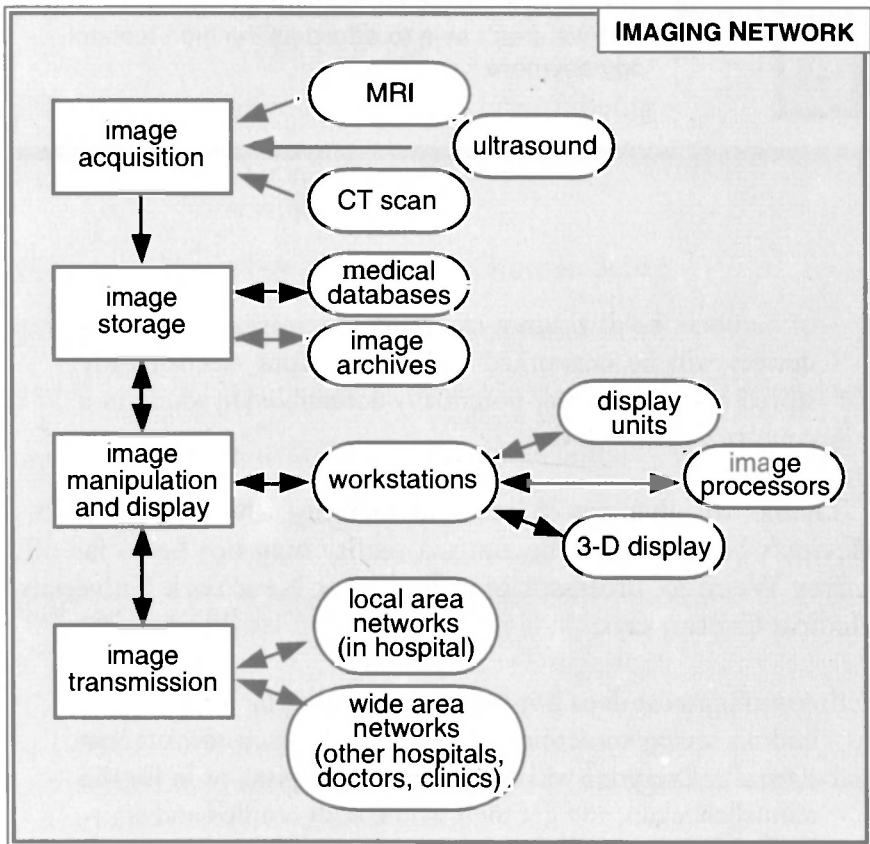 IMAGING NETWORK
MRI
image
acquisition
ultrasound
CT scan
image
storage
medical
databases
image
archives
display
units
image
manipulation
and display
workstations
image
processors
3-D display
local area
networks
(in hospital)
image
transmission
wide area
networks
(other hospitals,
doctors, clinics)